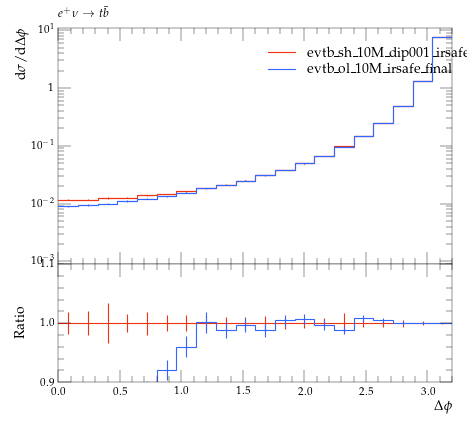 e⁺ν → tb̄
dσ / dΔϕ
10¹
1
10⁻¹
10⁻²
10⁻³
evtb_sh_10M_dip001_irsafe
evtb_ol_10M_irsafe_final
Ratio
1.1
1.0
0.9
0.0 0.5 1.0 1.5 2.0 2.5 3.0
Δϕ